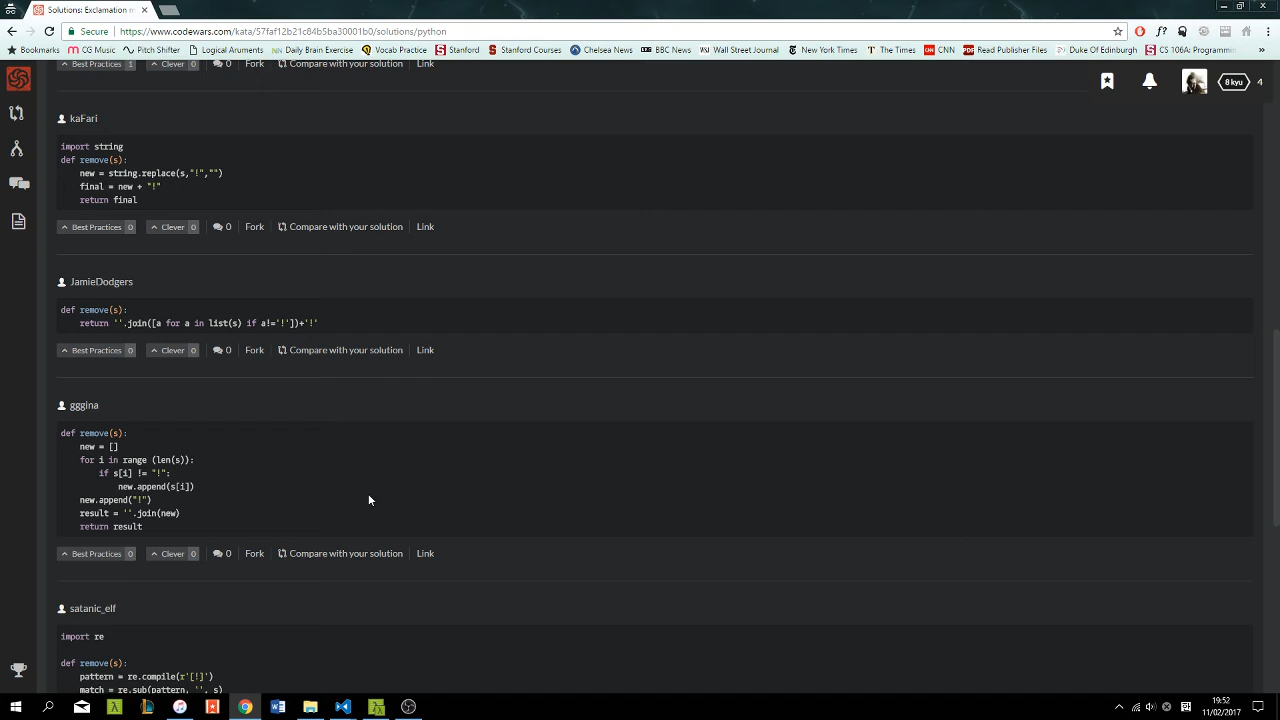 Solutions: Exclamation m
Secure https://www.codewars.com/kata/57faf12b21c84b5ba30001b0/solutions/python
Bookmarks CG Music Pitch Shifter Logical Aruments Daily Brain Exercise Vocab Practice Stanford Stanford Courses Chelsea News BBC News Wall Street Journal New York Times The Times CNN Read Publisher Files Duke Of Edinburgh CS 106A: Programmin »
Best Practices 1 Clever 0 0 Fork Compare with your solution Link
8 kyu 4
kaFari
import string
def remove(s):
new = string.replace(s,"!","")
final = new + "!"
return final
Best Practices 0 Clever 0 0 Fork Compare with your solution Link
JamieDodgers
def remove(s):
return ''.join([a for a in list(s) if a!='!'])+'!'
Best Practices 0 Clever 0 0 Fork Compare with your solution Link
gggina
def remove(s):
new = []
for i in range (len(s)):
if s[i] != "!":
new.append(s[i])
new.append("!")
result = ''.join(new)
return result
Best Practices 0 Clever 0 0 Fork Compare with your solution Link
satanic_elf
import re
def remove(s):
pattern = re.compile(r'[!]')
match = re.sub(pattern, '', s)
19:52
11/02/2017